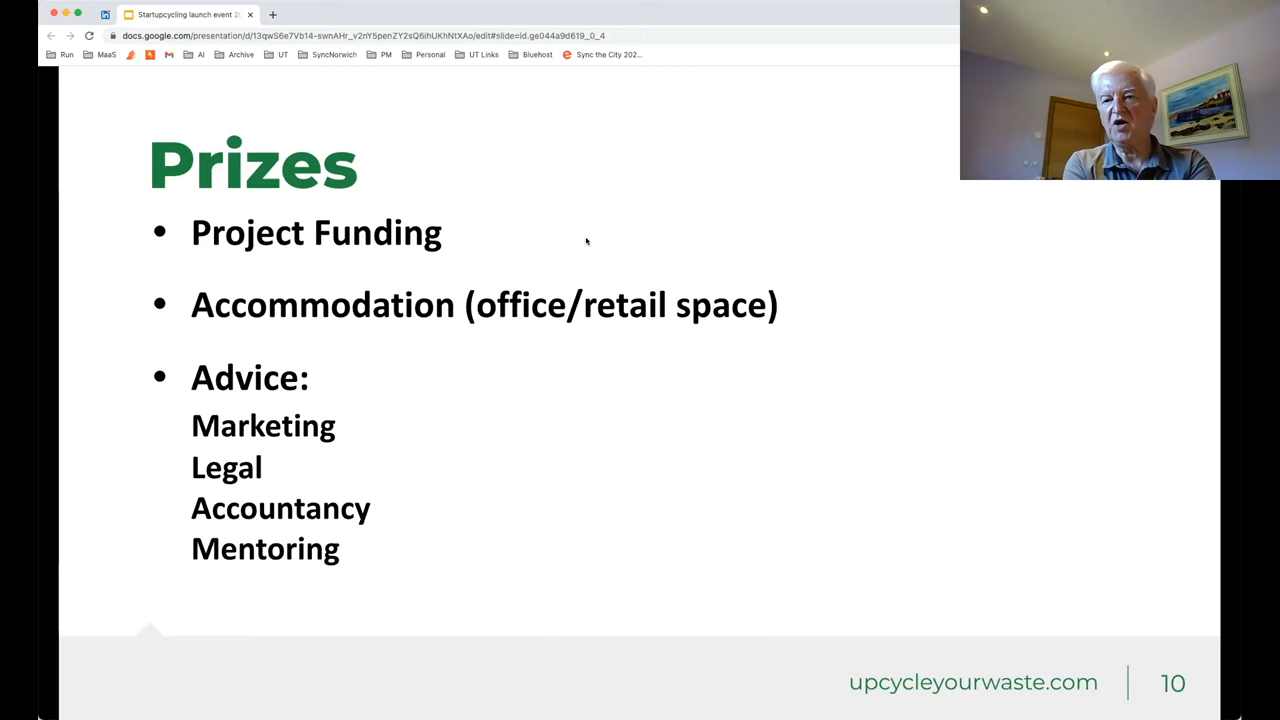 Startupcycling launch event 20
docs.google.com/presentation/d/13qwS6e7Vb14-swnAHr_v2nY5penZY2sQ6ihUKhNtXAo/edit#slide=id.ge044a9d619_0_4
Run MaaS AI Archive UT SyncNorwich PM Personal UT Links Bluehost Sync the City 202...
Prizes
• Project Funding
• Accommodation (office/retail space)
• Advice:
Marketing
Legal
Accountancy
Mentoring
upcycleyourwaste.com 10